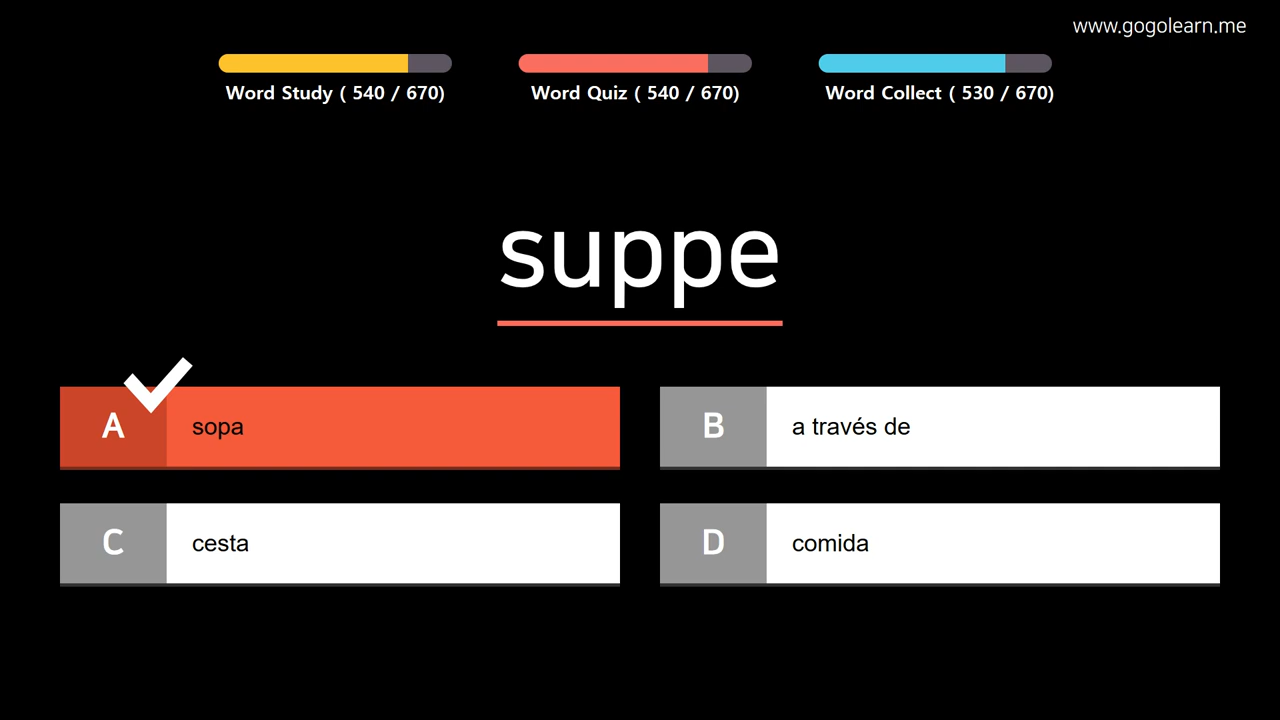 www.gogolearn.me
Word Study ( 540 / 670)
Word Quiz ( 540 / 670)
Word Collect ( 530 / 670)
suppe
A sopa
B a través de
C cesta
D comida